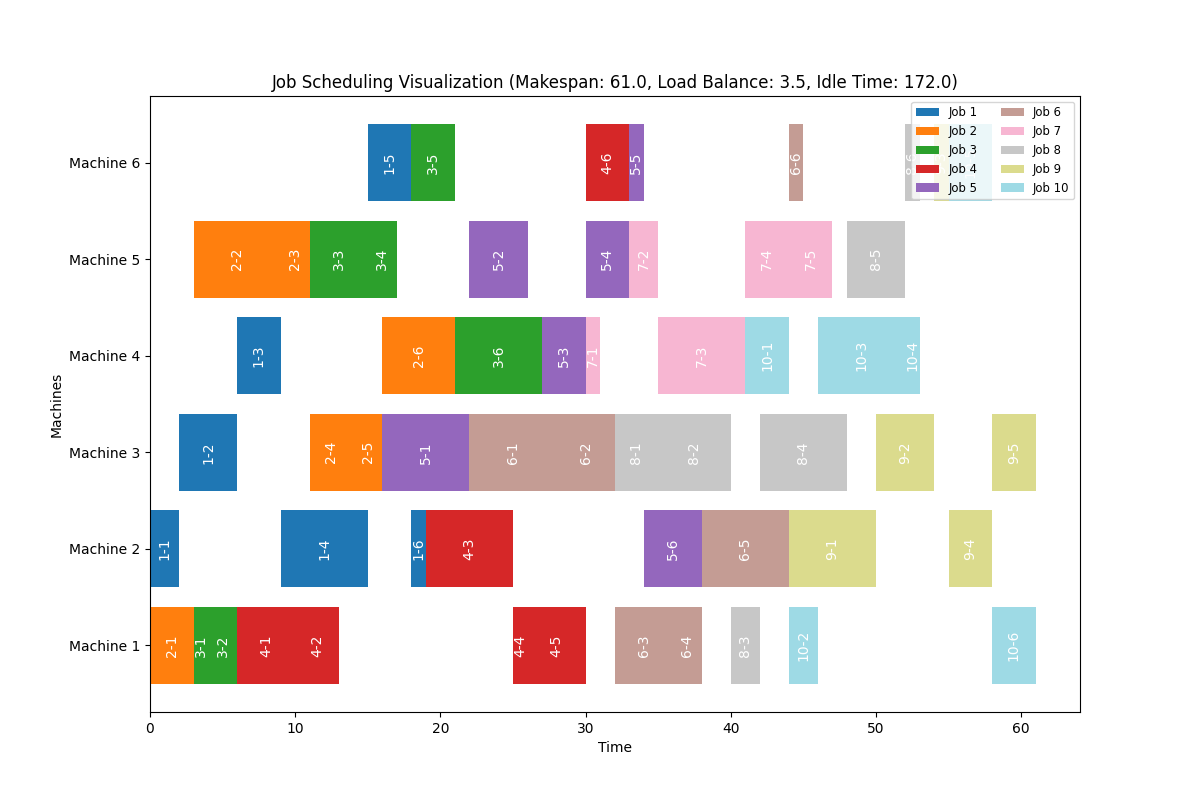 Job Scheduling Visualization (Makespan: 61.0, Load Balance: 3.5, Idle Time: 172.0)
Job 1 Job 6
Job 2 Job 7
Job 3 Job 8
Job 4 Job 9
Job 5 Job 10
Machine 6 1-5 3-5 4-6 5-5 6-6
Machine 5 2-2 2-3 3-3 3-4 5-2 5-4 7-2 7-4 7-5 8-5
Machine 4 1-3 2-6 3-6 5-3 7-1 7-3 10-1 10-3 10-4
Machine 3 1-2 2-4 2-5 5-1 6-1 6-2 8-1 8-2 8-4 9-2 9-5
Machine 2 1-1 1-4 1-6 4-3 5-6 6-5 9-1 9-4
Machine 1 2-1 3-1 3-2 4-1 4-2 4-4 4-5 6-3 6-4 8-3 10-2 10-6
Machines
0 10 20 30 40 50 60
Time